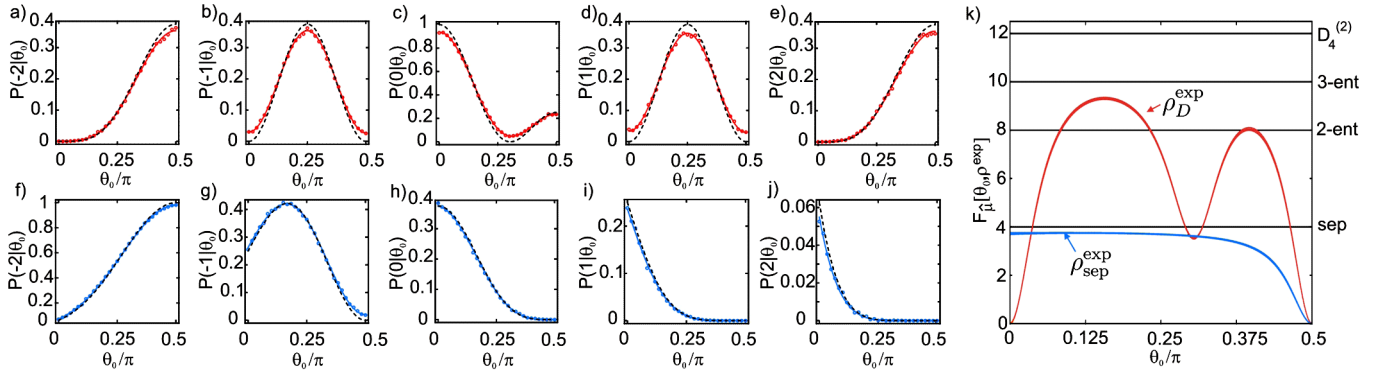 a) b) c) d) e) k)
P(-2|θ₀)
0.4
0.3
0.2
0.1
0
0 0.25 0.5
θ₀/π
P(-1|θ₀)
0.4
0.3
0.2
0.1
0
0 0.25 0.5
θ₀/π
P(0|θ₀)
1
0.8
0.6
0.4
0.2
0
0 0.25 0.5
θ₀/π
P(1|θ₀)
0.4
0.3
0.2
0.1
0
0 0.25 0.5
θ₀/π
P(2|θ₀)
0.4
0.3
0.2
0.1
0
0 0.25 0.5
θ₀/π
f) g) h) i) j)
P(-2|θ₀)
1
0.8
0.6
0.4
0.2
0
0 0.25 0.5
θ₀/π
P(-1|θ₀)
0.4
0.3
0.2
0.1
0
0 0.25 0.5
θ₀/π
P(0|θ₀)
0.4
0.3
0.2
0.1
0
0 0.25 0.5
θ₀/π
P(1|θ₀)
0.2
0.1
0
0 0.25 0.5
θ₀/π
P(2|θ₀)
0.06
0.04
0.02
0
0 0.25 0.5
θ₀/π
F_μ̂[θ₀,ρ^exp]
12
10
8
6
4
2
0
D₄⁽²⁾
3-ent
2-ent
sep
ρ_D^exp
ρ_sep^exp
0 0.125 0.25 0.375 0.5
θ₀/π